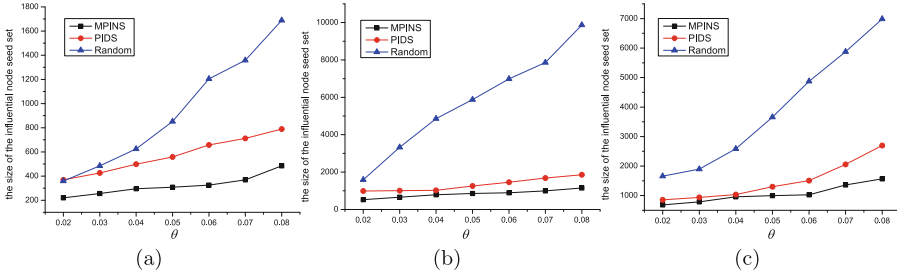 the size of the influential node seed set
1800
1600
1400
1200
1000
800
600
400
200
MPINS
PIDS
Random
0.02 0.03 0.04 0.05 0.06 0.07 0.08
θ
(a)
the size of the influential node seed set
10000
8000
6000
4000
2000
0
MPINS
PIDS
Random
0.02 0.03 0.04 0.05 0.06 0.07 0.08
θ
(b)
the size of the influential node seed set
7000
6000
5000
4000
3000
2000
1000
MPINS
PIDS
Random
0.02 0.03 0.04 0.05 0.06 0.07 0.08
θ
(c)